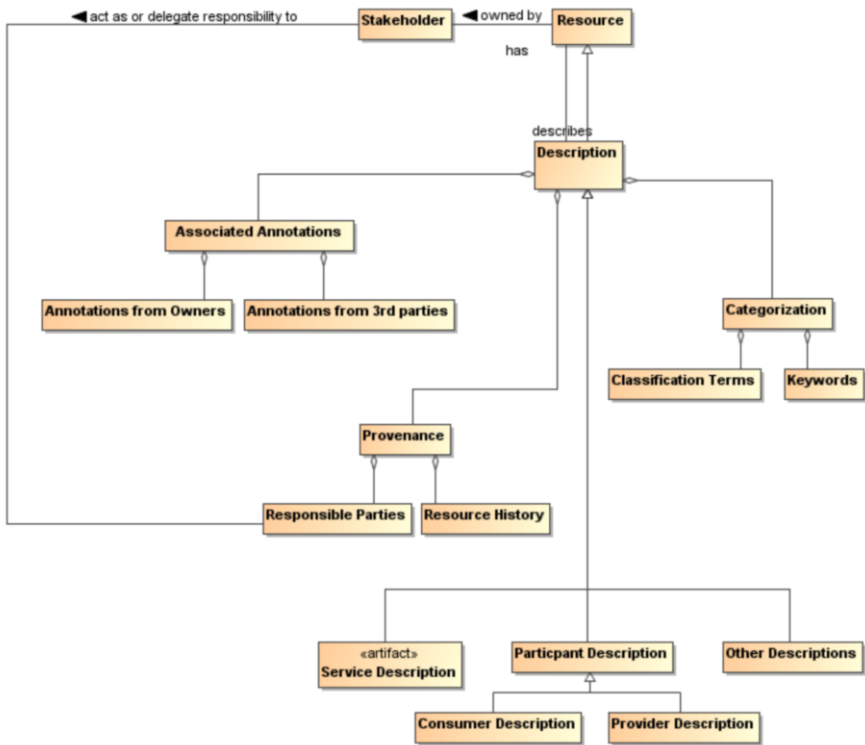 ◄ act as or delegate responsibility to
Stakeholder
◄ owned by
Resource
has
describes
Description
Associated Annotations
Annotations from Owners
Annotations from 3rd parties
Categorization
Classification Terms
Keywords
Provenance
Responsible Parties
Resource History
«artifact»
Service Description
Particpant Description
Other Descriptions
Consumer Description
Provider Description